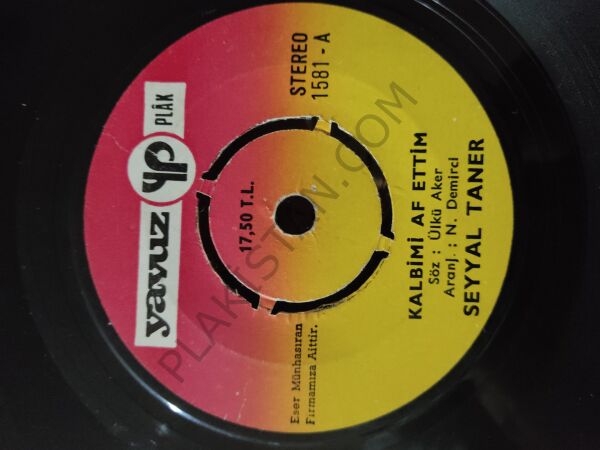 yavuz yp PLÂK
STEREO
1581 - A
17,50 T.L.
Eser Münhasıran
Firmamıza Aittir.
KALBİMİ AF ETTİM
Söz : Ülkü Aker
Aranj. : N. Demirci
SEYYAL TANER
PLAKISTAN.COM